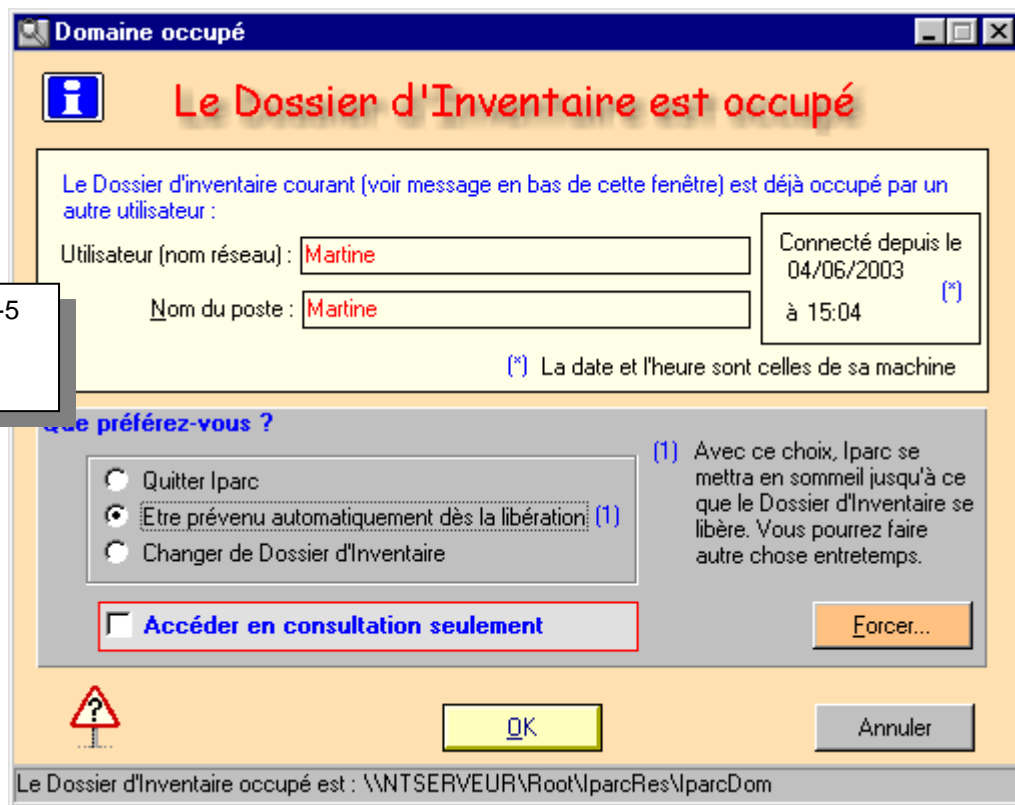 Domaine occupé
Le Dossier d'Inventaire est occupé
Le Dossier d'inventaire courant (voir message en bas de cette fenêtre) est déjà occupé par un
autre utilisateur :
Utilisateur (nom réseau) : Martine
Connecté depuis le
04/06/2003
(*)
à 15:04
Nom du poste : Martine
(*) La date et l'heure sont celles de sa machine
-5
Que préférez-vous ?
Quitter Iparc
Etre prévenu automatiquement dès la libération (1)
Changer de Dossier d'Inventaire
(1) Avec ce choix, Iparc se
mettra en sommeil jusqu'à ce
que le Dossier d'Inventaire se
libère. Vous pourrez faire
autre chose entretemps.
Accéder en consultation seulement
Forcer...
OK
Annuler
Le Dossier d'Inventaire occupé est : \\NTSERVEUR\Root\IparcRes\IparcDom